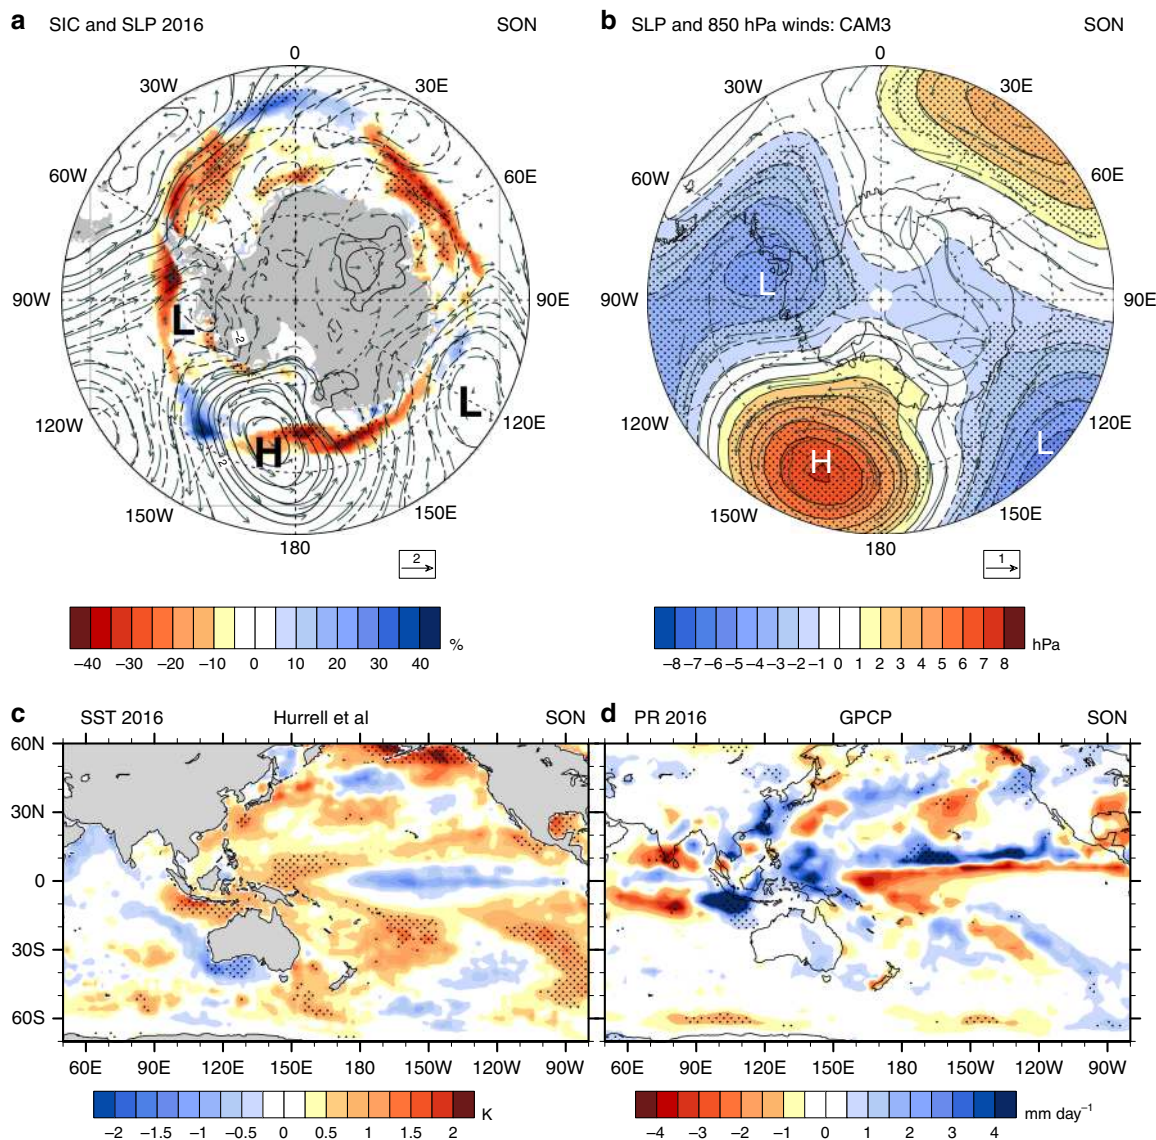 a SIC and SLP 2016 SON
0
30W 30E
60W 60E
90W 90E
120W 120E
150W 150E
180
L
-2
H
2
L
2
−40 −30 −20 −10 0 10 20 30 40 %
b SLP and 850 hPa winds: CAM3 SON
0
30W 30E
60W 60E
90E
120W 120E
150W 150E
180
L
H
L
1
−8 −7 −6 −5 −4 −3 −2 −1 0 1 2 3 4 5 6 7 8 hPa
c SST 2016 Hurrell et al SON
60N
30N
0
30S
60S
60E 90E 120E 150E 180 150W 120W 90W
−2 −1.5 −1 −0.5 0 0.5 1 1.5 2 K
d PR 2016 GPCP SON
60E 90E 120E 150E 180 150W 120W 90W
−4 −3 −2 −1 0 1 2 3 4 mm day−1